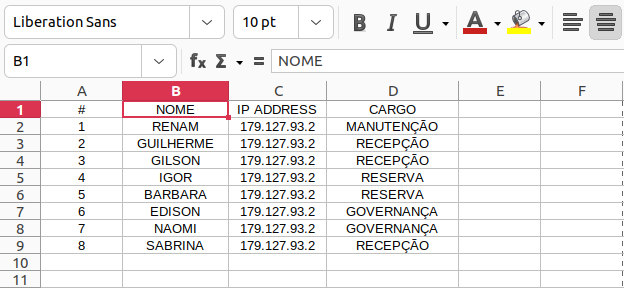 Liberation Sans 10 pt B I U A
B1 fx Σ = NOME
A B C D E F
1 # NOME IP ADDRESS CARGO
2 1 RENAM 179.127.93.2 MANUTENÇÃO
3 2 GUILHERME 179.127.93.2 RECEPÇÃO
4 3 GILSON 179.127.93.2 RECEPÇÃO
5 4 IGOR 179.127.93.2 RESERVA
6 5 BARBARA 179.127.93.2 RESERVA
7 6 EDISON 179.127.93.2 GOVERNANÇA
8 7 NAOMI 179.127.93.2 GOVERNANÇA
9 8 SABRINA 179.127.93.2 RECEPÇÃO
10
11